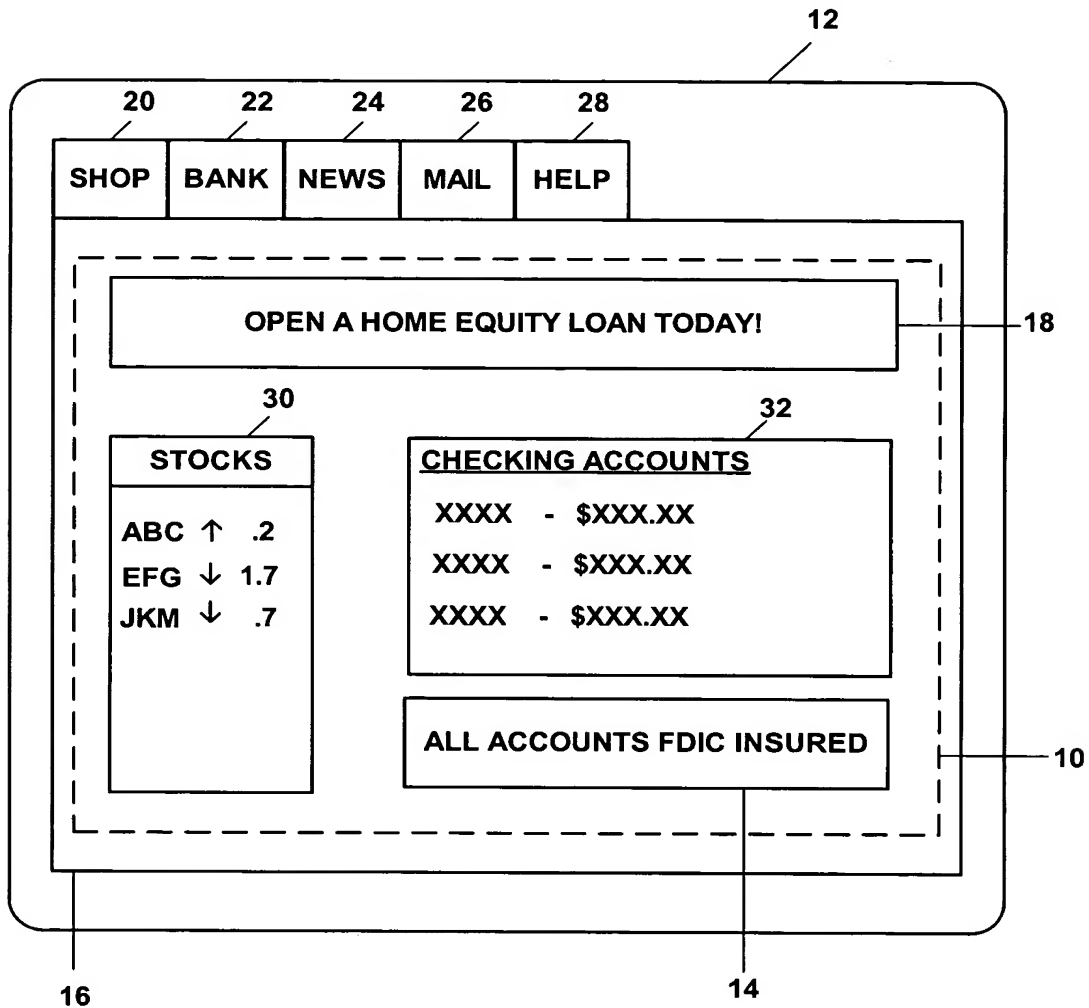 12
20 22 24 26 28
SHOP BANK NEWS MAIL HELP
OPEN A HOME EQUITY LOAN TODAY!
18
30
STOCKS
ABC ↑ .2
EFG ↓ 1.7
JKM ↓ .7
32
CHECKING ACCOUNTS
XXXX - $XXX.XX
XXXX - $XXX.XX
XXXX - $XXX.XX
ALL ACCOUNTS FDIC INSURED
10
16
14